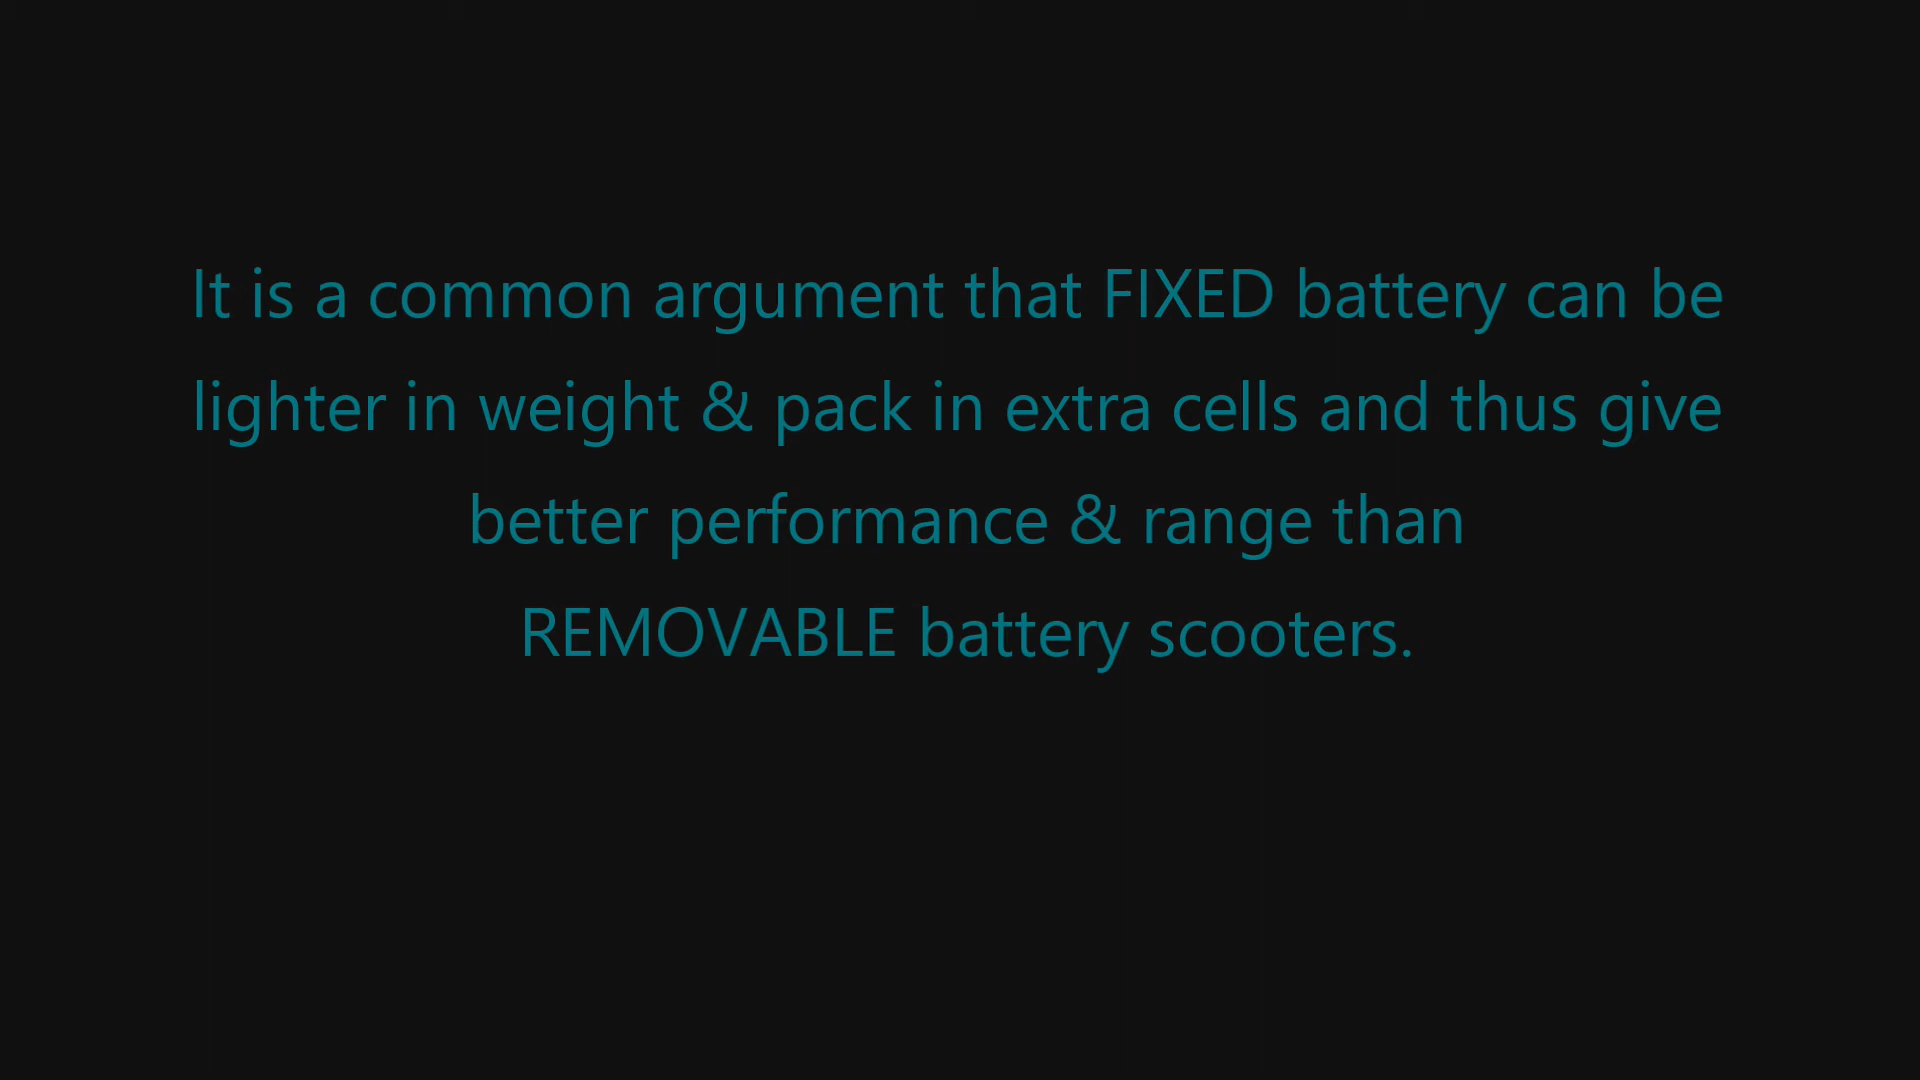 It is a common argument that FIXED battery can be
lighter in weight & pack in extra cells and thus give
better performance & range than
REMOVABLE battery scooters.